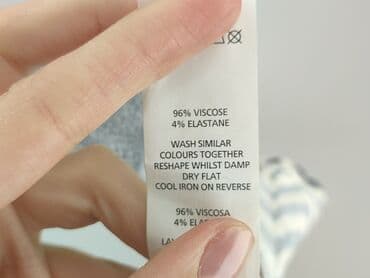 96% VISCOSE
4% ELASTANE
WASH SIMILAR
COLOURS TOGETHER
RESHAPE WHILST DAMP
DRY FLAT
COOL IRON ON REVERSE
96% VISCOSA